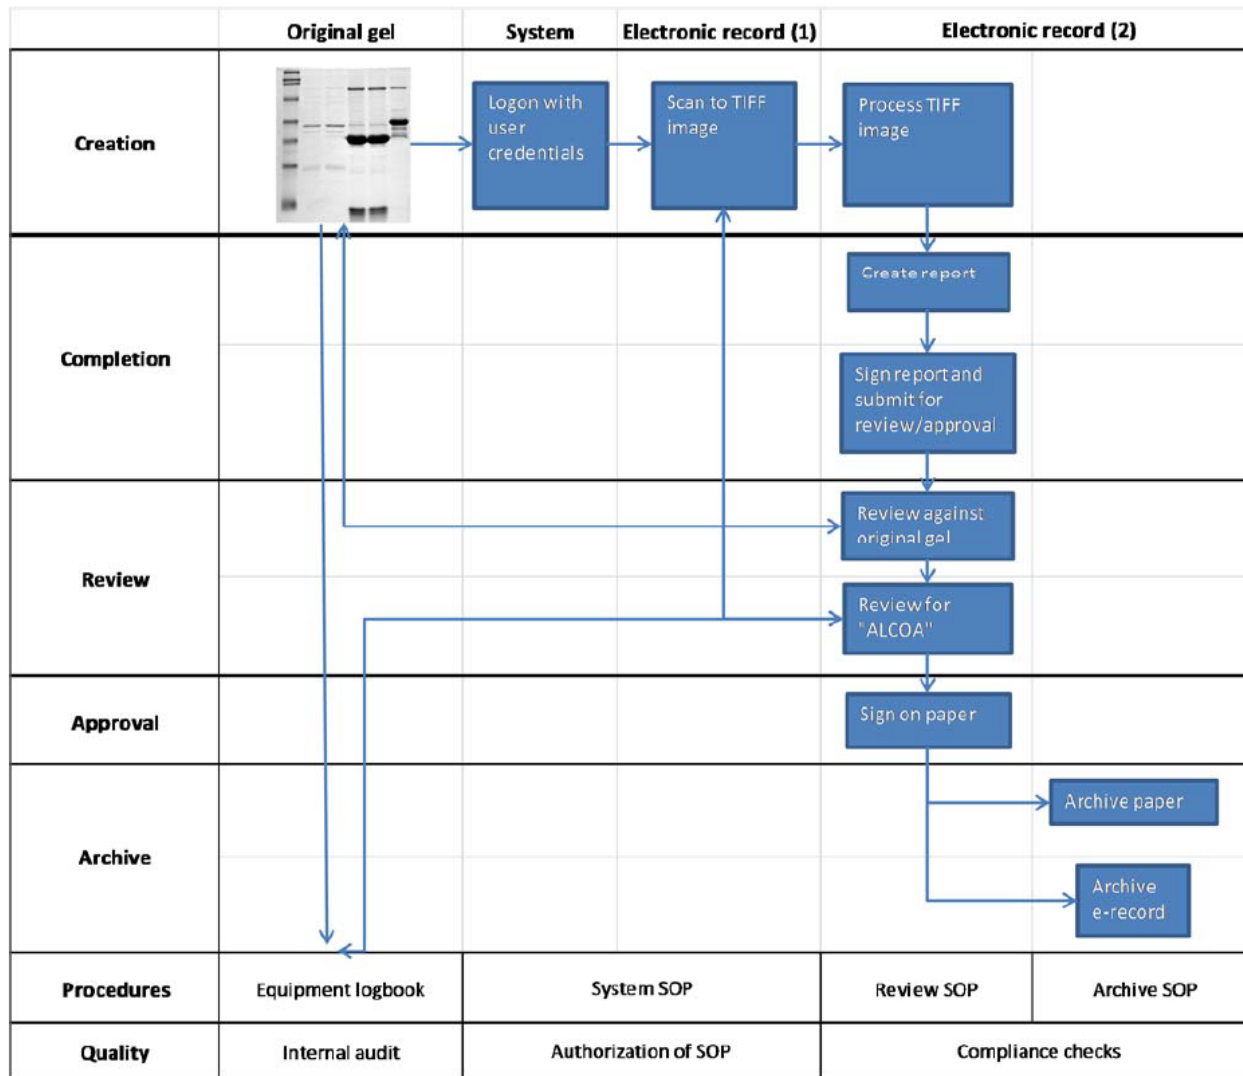 Original gel
System
Electronic record (1)
Electronic record (2)
Creation
Logon with
user
credentials
Scan to TIFF
image
Process TIFF
image
Completion
Create report
Sign report and
submit for
review/approval
Review
Review against
original gel
Review for
"ALCOA"
Approval
Sign on paper
Archive
Archive paper
Archive
e-record
Procedures
Equipment logbook
System SOP
Review SOP
Archive SOP
Quality
Internal audit
Authorization of SOP
Compliance checks